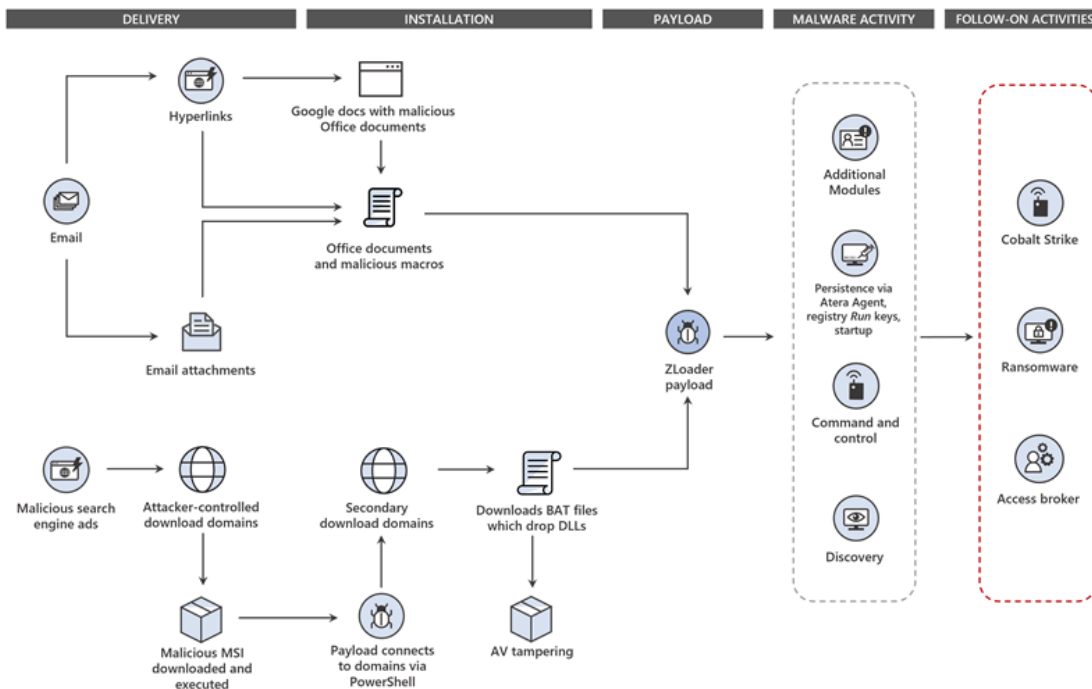 DELIVERY
INSTALLATION
PAYLOAD
MALWARE ACTIVITY
FOLLOW-ON ACTIVITIES
Hyperlinks
Google docs with malicious
Office documents
Email
Office documents
and malicious macros
Email attachments
Malicious search
engine ads
Attacker-controlled
download domains
Malicious MSI
downloaded and
executed
Payload connects
to domains via
PowerShell
Secondary
download domains
Downloads BAT files
which drop DLLs
AV tampering
ZLoader
payload
Additional
Modules
Persistence via
Atera Agent,
registry Run keys,
startup
Command and
control
Discovery
Cobalt Strike
Ransomware
Access broker